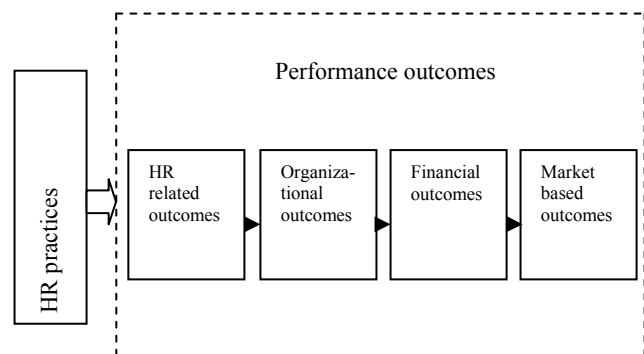 Performance outcomes
HR practices
HR
related
outcomes
Organiza-
tional
outcomes
Financial
outcomes
Market
based
outcomes